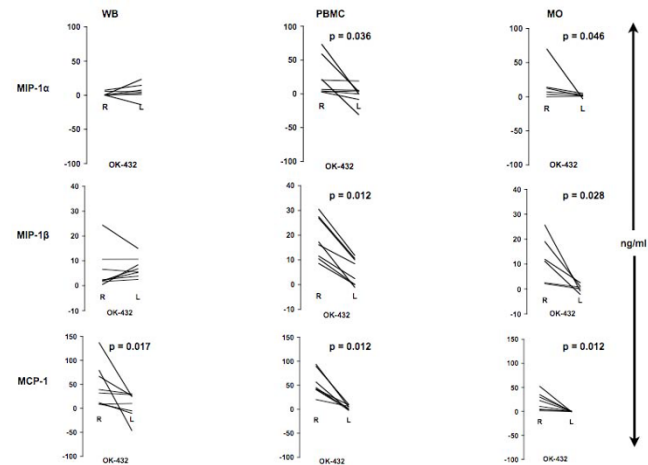 WB
PBMC
MO
MIP-1α
100
50
0
-50
-100
R L
OK-432
p = 0.036
100
50
0
-50
-100
R L
OK-432
p = 0.046
100
50
0
-50
-100
R L
OK-432
MIP-1β
40
30
20
10
0
10
R L
OK-432
p = 0.012
40
30
20
10
0
10
R L
OK-432
p = 0.028
40
30
20
10
0
-10
R L
OK-432
ng/ml
MCP-1
150
100
50
0
-50
-100
p = 0.017
R L
OK-432
150
100
50
0
-50
-100
p = 0.012
R L
OK-432
150
100
50
0
-50
-100
p = 0.012
R L
OK-432